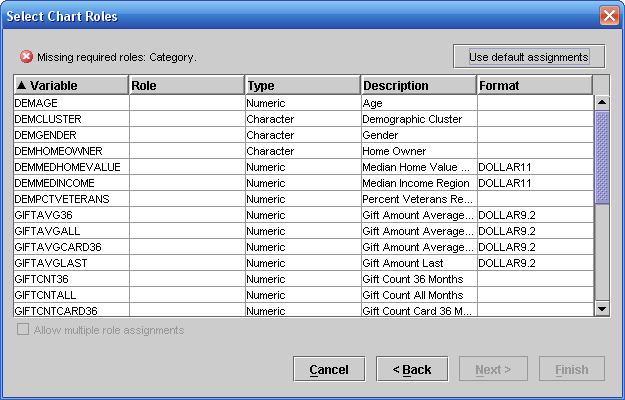 Select Chart Roles
Missing required roles: Category.
Use default assignments
▲ Variable Role Type Description Format
DEMAGE Numeric Age
DEMCLUSTER Character Demographic Cluster
DEMGENDER Character Gender
DEMHOMEOWNER Character Home Owner
DEMMEDHOMEVALUE Numeric Median Home Value ... DOLLAR11
DEMMEDINCOME Numeric Median Income Region DOLLAR11
DEMPCTVETERANS Numeric Percent Veterans Re...
GIFTAVG36 Numeric Gift Amount Average... DOLLAR9.2
GIFTAVGALL Numeric Gift Amount Average... DOLLAR9.2
GIFTAVGCARD36 Numeric Gift Amount Average... DOLLAR9.2
GIFTAVGLAST Numeric Gift Amount Last DOLLAR9.2
GIFTCNT36 Numeric Gift Count 36 Months
GIFTCNTALL Numeric Gift Count All Months
GIFTCNTCARD36 Numeric Gift Count Card 36 M...
Allow multiple role assignments
Cancel < Back Next > Finish